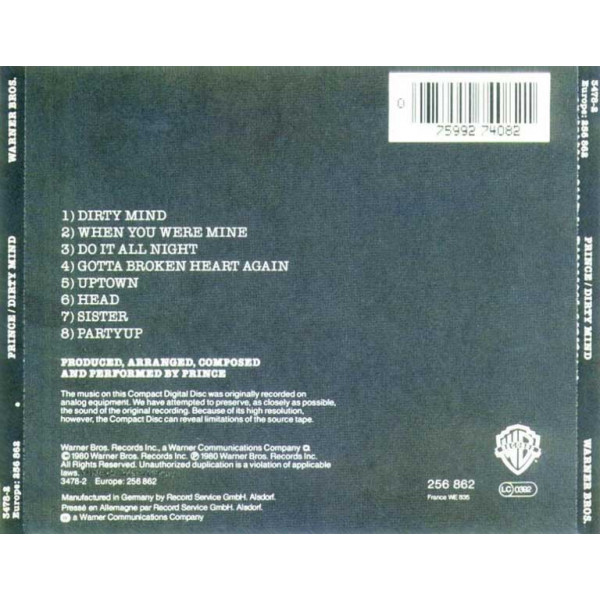 WARNER BROS.
PRINCE / DIRTY MIND
•
3478-2
Europe: 256 862
0
75992 74082
1) DIRTY MIND
2) WHEN YOU WERE MINE
3) DO IT ALL NIGHT
4) GOTTA BROKEN HEART AGAIN
5) UPTOWN
6) HEAD
7) SISTER
8) PARTYUP
PRODUCED, ARRANGED, COMPOSED
AND PERFORMED BY PRINCE
The music on this Compact Digital Disc was originally recorded on
analog equipment. We have attempted to preserve, as closely as possible,
the sound of the original recording. Because of its high resolution,
however, the Compact Disc can reveal limitations of the source tape.
Warner Bros. Records Inc., a Warner Communications Company
© 1980 Warner Bros. Records Inc. ℗ 1980 Warner Bros. Records Inc.
All Rights Reserved. Unauthorized duplication is a violation of applicable
laws.
3478-2 Europe: 256 862
Manufactured in Germany by Record Service GmbH. Alsdorf.
Pressé en Allemagne par Record Service GmbH. Alsdorf.
a Warner Communications Company
256 862
France WE 835
LC 0392
3478-2
Europe: 256 862
PRINCE / DIRTY MIND
WARNER BROS.